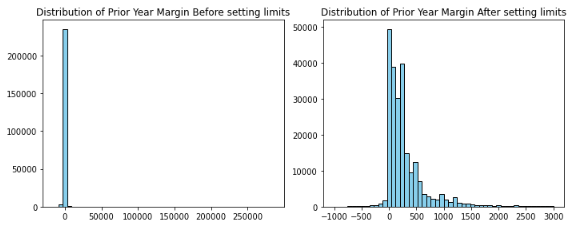 Distribution of Prior Year Margin Before setting limits
200000
150000
100000
50000
0
0 50000 100000 150000 200000 250000
Distribution of Prior Year Margin After setting limits
50000
40000
30000
20000
10000
0
−1000 −500 0 500 1000 1500 2000 2500 3000